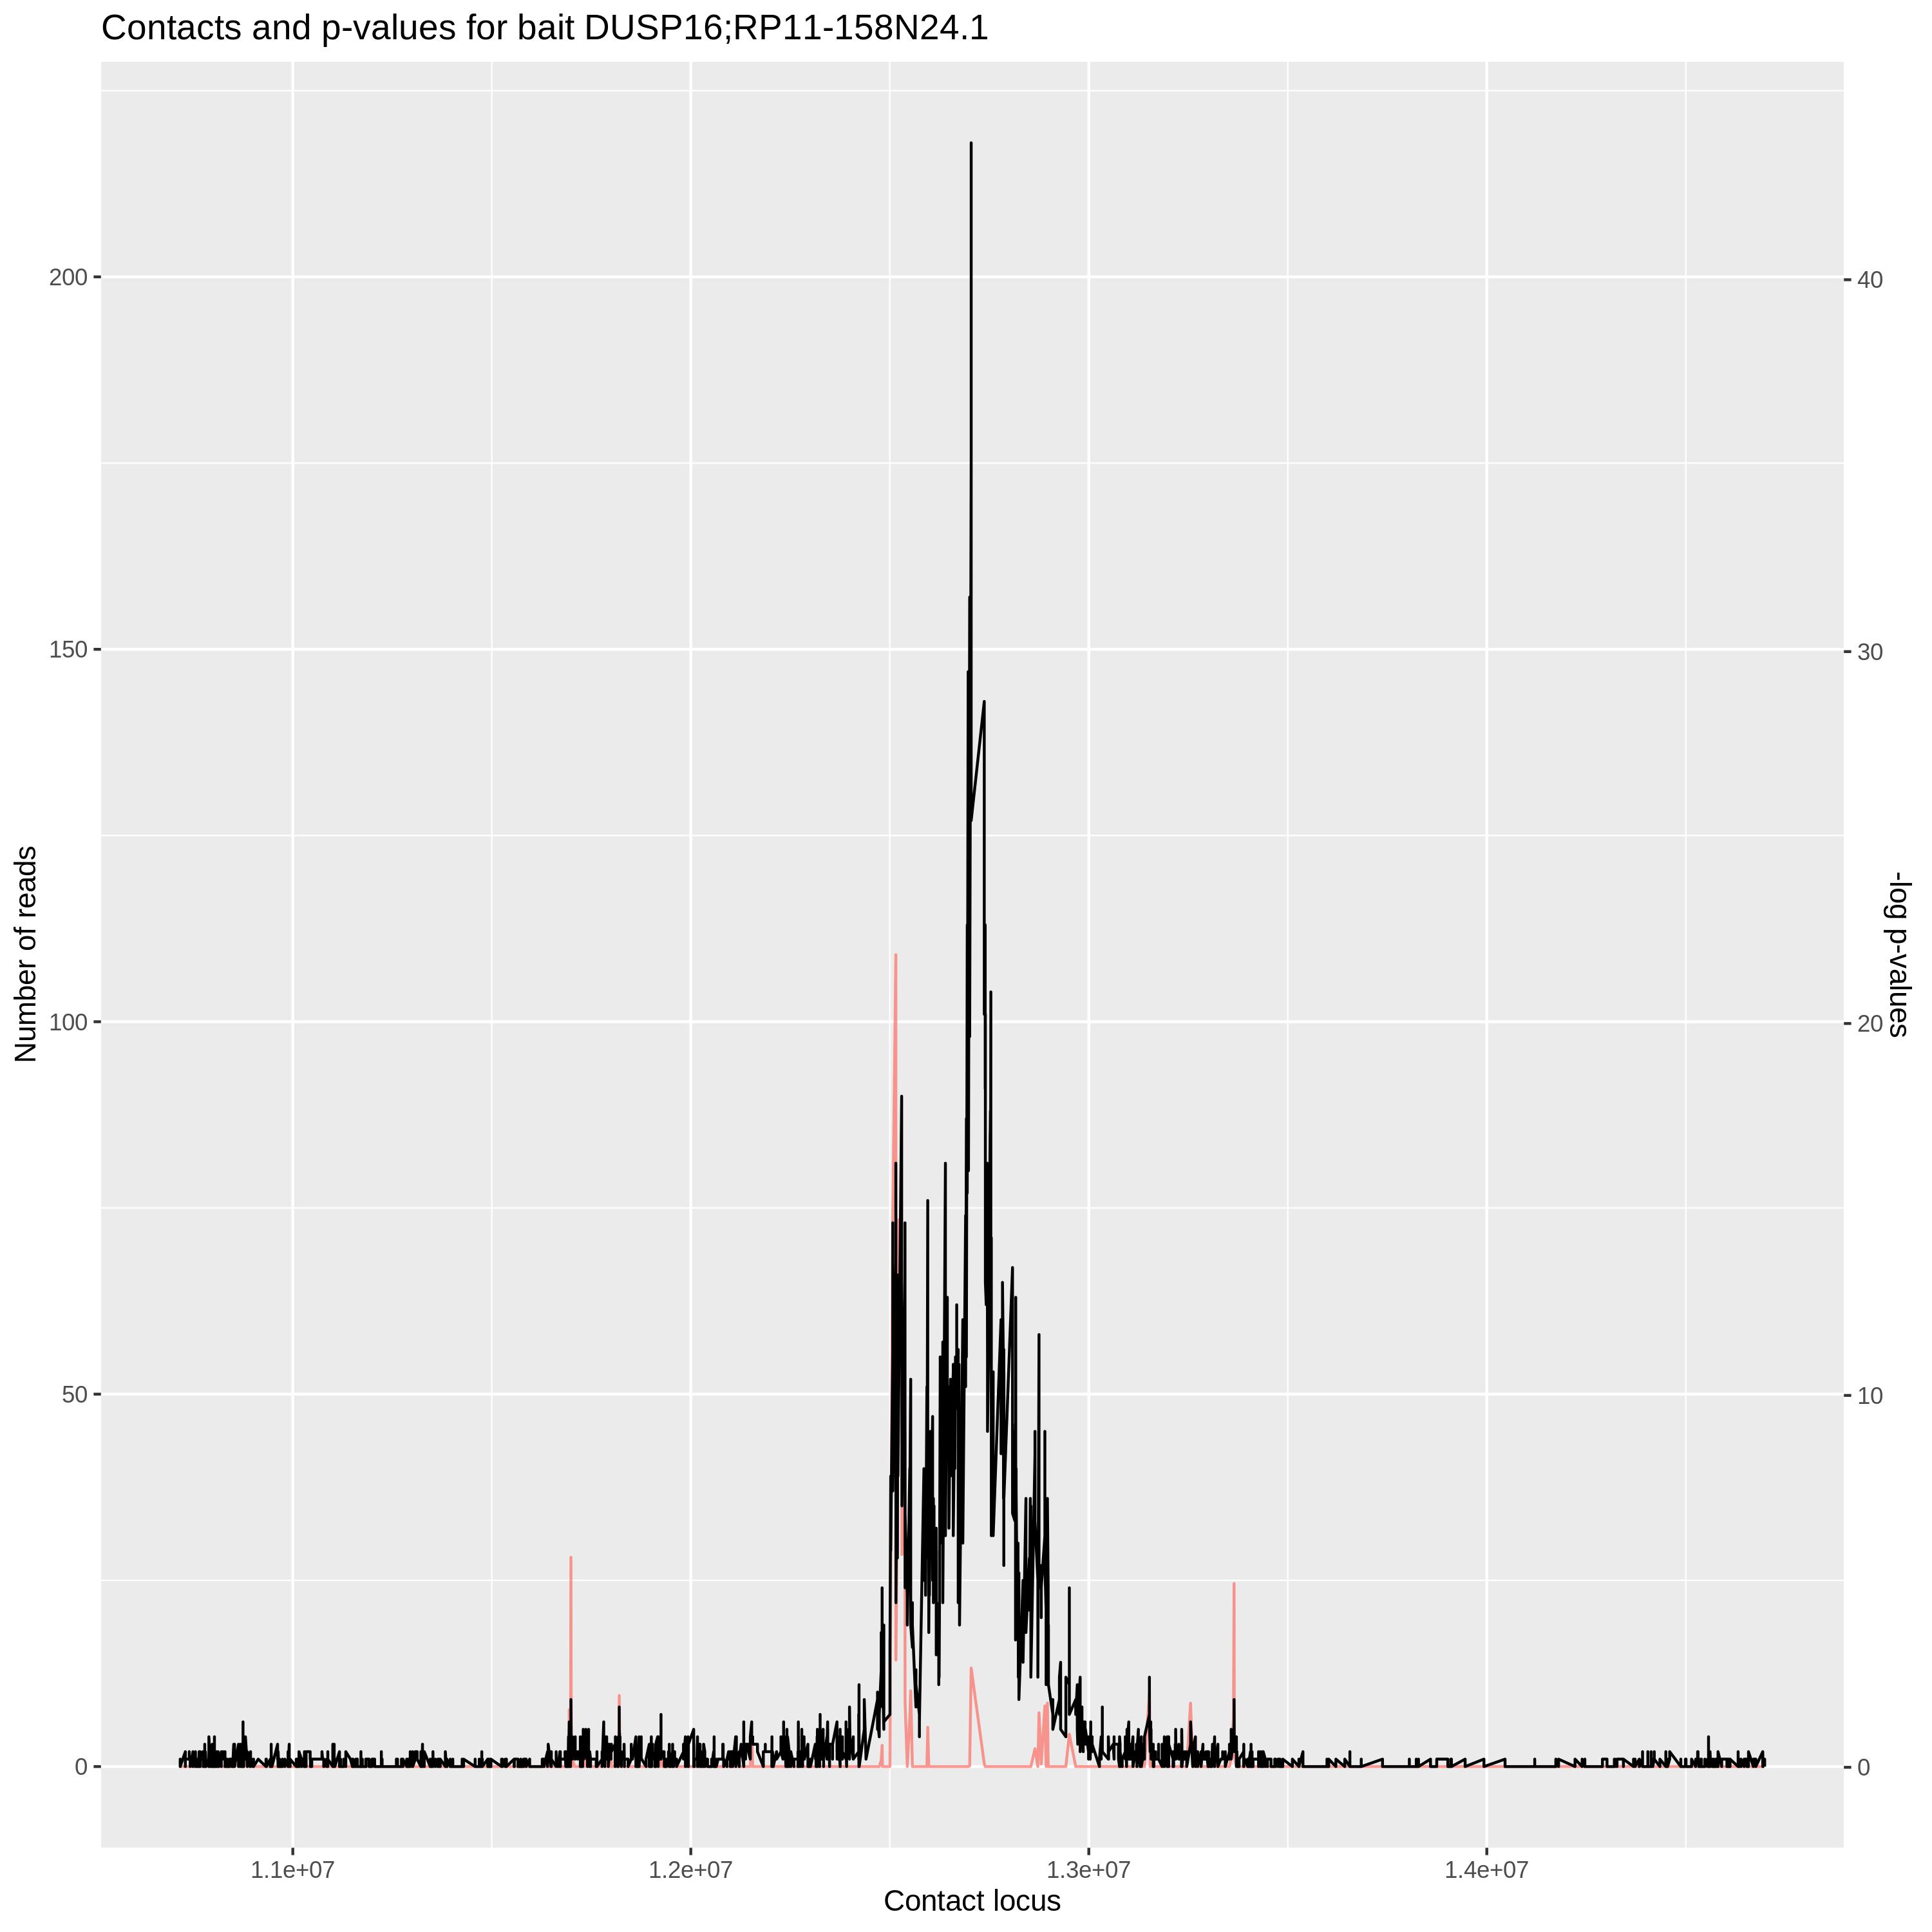 Contacts and p-values for bait DUSP16;RP11-158N24.1
200
150
100
50
0
Number of reads
40
30
20
10
0
-log p-values
1.1e+07
1.2e+07
1.3e+07
1.4e+07
Contact locus